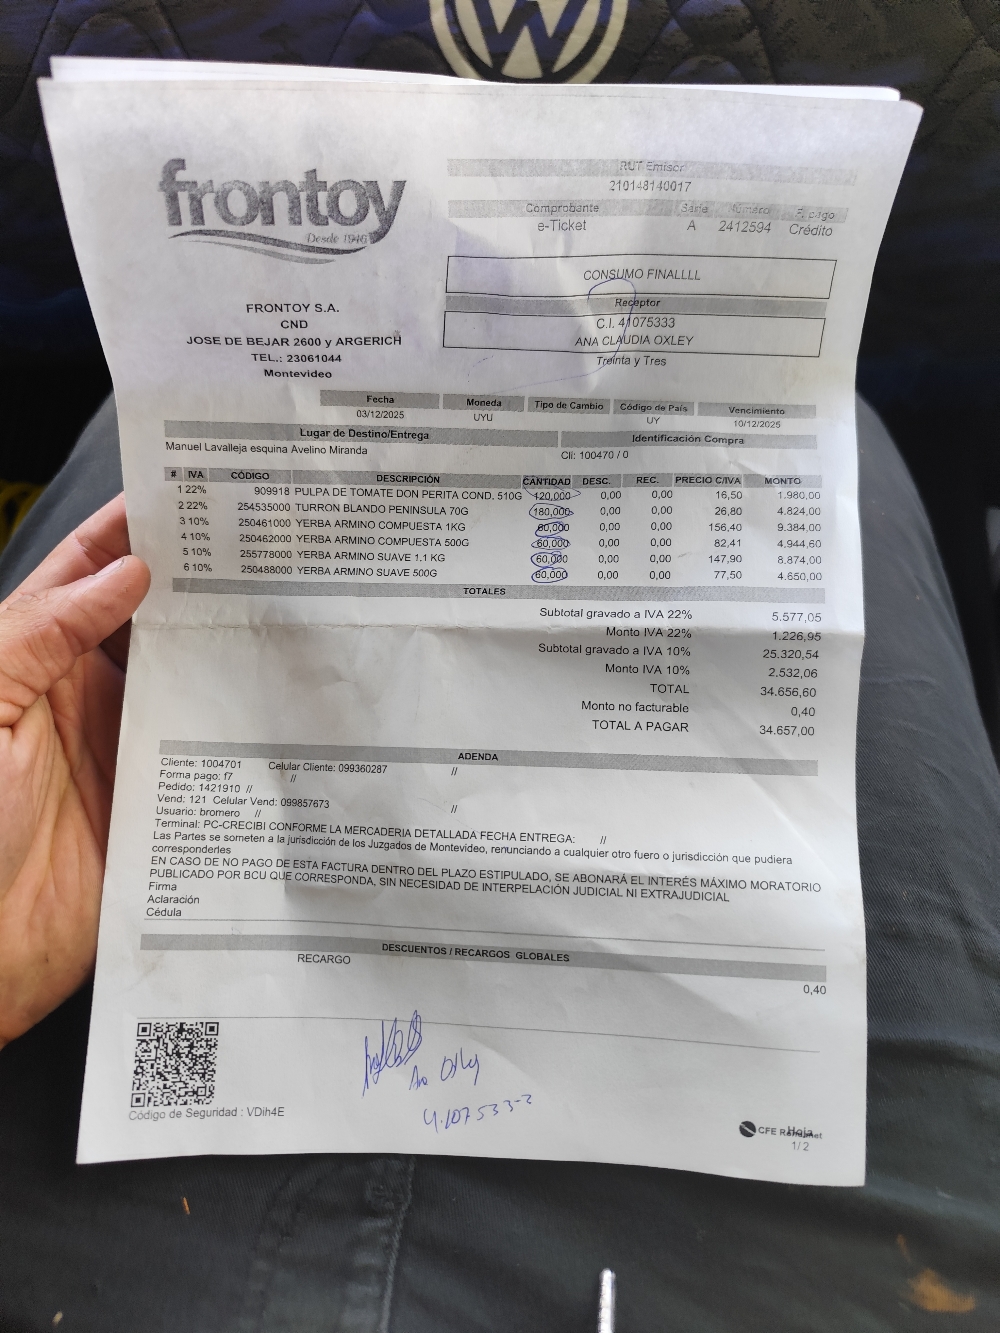 VW
frontoy
Desde 1946
RUT Emisor
210148140017
Comprobante Serie Número F. pago
e-Ticket A 2412594 Crédito
CONSUMO FINALLLL
Receptor
C.I. 41075333
ANA CLAUDIA OXLEY
Treinta y Tres
FRONTOY S.A.
CND
JOSE DE BEJAR 2600 y ARGERICH
TEL.: 23061044
Montevideo
Fecha Moneda Tipo de Cambio Código de País Vencimiento
03/12/2025 UYU UY 10/12/2025
Lugar de Destino/Entrega Identificación Compra
Manuel Lavalleja esquina Avelino Miranda Cli: 100470 / 0
# IVA CÓDIGO DESCRIPCIÓN CANTIDAD DESC. REC. PRECIO C/IVA MONTO
1 22% 909918 PULPA DE TOMATE DON PERITA COND. 510G 120,000 0,00 0,00 16,50 1.980,00
2 22% 254535000 TURRON BLANDO PENINSULA 70G 180,000 0,00 0,00 26,80 4.824,00
3 10% 250461000 YERBA ARMINO COMPUESTA 1KG 60,000 0,00 0,00 156,40 9.384,00
4 10% 250462000 YERBA ARMINO COMPUESTA 500G 60,000 0,00 0,00 82,41 4.944,60
5 10% 255778000 YERBA ARMINO SUAVE 1.1 KG 60,000 0,00 0,00 147,90 8.874,00
6 10% 250488000 YERBA ARMINO SUAVE 500G 60,000 0,00 0,00 77,50 4.650,00
TOTALES
Subtotal gravado a IVA 22% 5.577,05
Monto IVA 22% 1.226,95
Subtotal gravado a IVA 10% 25.320,54
Monto IVA 10% 2.532,06
TOTAL 34.656,60
Monto no facturable 0,40
TOTAL A PAGAR 34.657,00
ADENDA
Cliente: 1004701 Celular Cliente: 099360287 //
Forma pago: f7 //
Pedido: 1421910 //
Vend: 121 Celular Vend: 099857673 //
Usuario: bromero //
Terminal: PC-CRECIBI CONFORME LA MERCADERIA DETALLADA FECHA ENTREGA: //
Las Partes se someten a la jurisdicción de los Juzgados de Montevideo, renunciando a cualquier otro fuero o jurisdicción que pudiera
corresponderles
EN CASO DE NO PAGO DE ESTA FACTURA DENTRO DEL PLAZO ESTIPULADO, SE ABONARÁ EL INTERÉS MÁXIMO MORATORIO
PUBLICADO POR BCU QUE CORRESPONDA, SIN NECESIDAD DE INTERPELACIÓN JUDICIAL NI EXTRAJUDICIAL
Firma
Aclaración
Cédula
DESCUENTOS / RECARGOS GLOBALES
RECARGO 0,40
Ana Oxley
4.107533-3
Código de Seguridad : VDih4E
CFE
Hoja
1/2